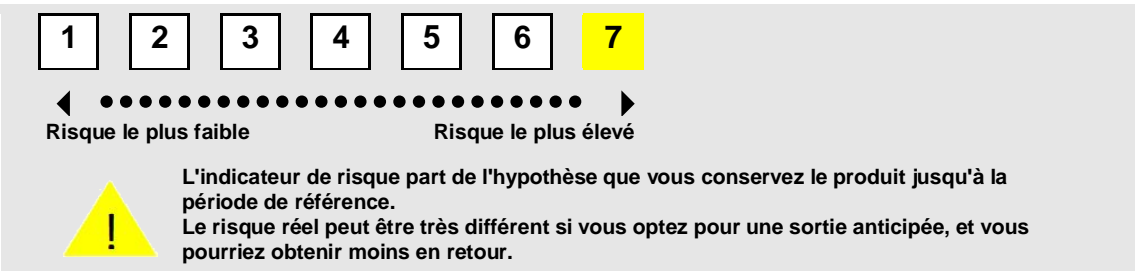 1 2 3 4 5 6 7
Risque le plus faible Risque le plus élevé
L'indicateur de risque part de l'hypothèse que vous conservez le produit jusqu'à la
période de référence.
Le risque réel peut être très différent si vous optez pour une sortie anticipée, et vous
pourriez obtenir moins en retour.
!